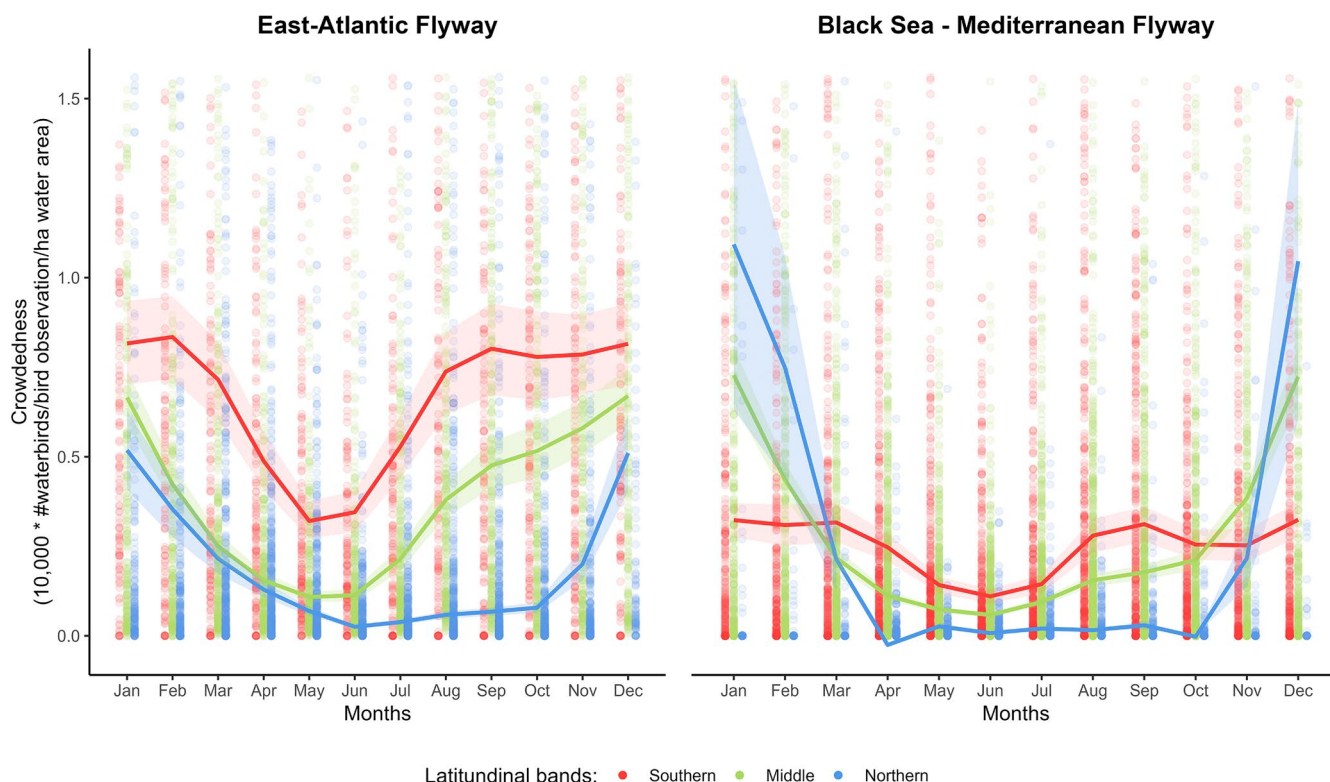 East-Atlantic Flyway
Black Sea - Mediterranean Flyway
Crowdedness
(10,000 * #waterbirds/bird observation/ha water area)
1.5
1.0
0.5
0.0
Jan Feb Mar Apr May Jun Jul Aug Sep Oct Nov Dec
Jan Feb Mar Apr May Jun Jul Aug Sep Oct Nov Dec
Months
Months
Latitundinal bands: Southern Middle Northern